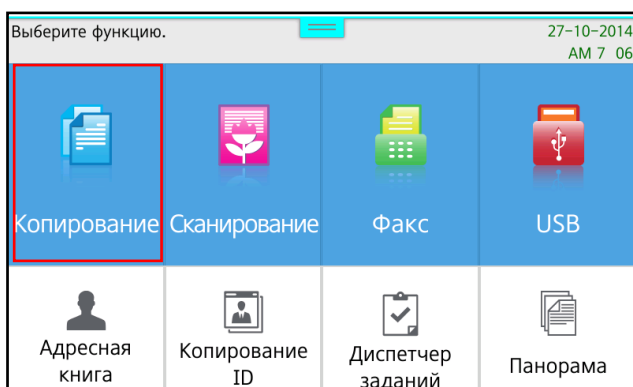 Выберите функцию.
27-10-2014
AM 7 06
Копирование
Сканирование
Факс
USB
Адресная
книга
Копирование
ID
Диспетчер
заданий
Панорама